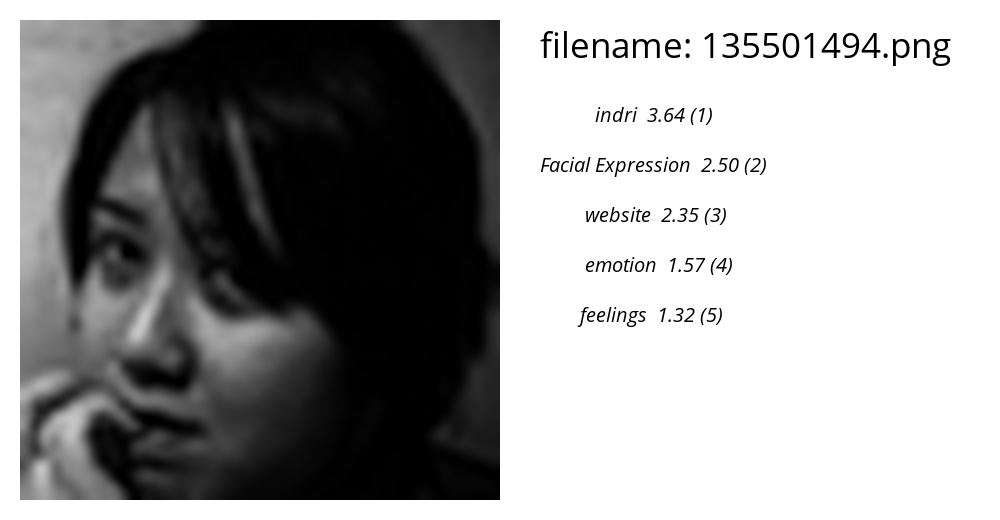 filename: 135501494.png
indri 3.64 (1)
Facial Expression 2.50 (2)
website 2.35 (3)
emotion 1.57 (4)
feelings 1.32 (5)